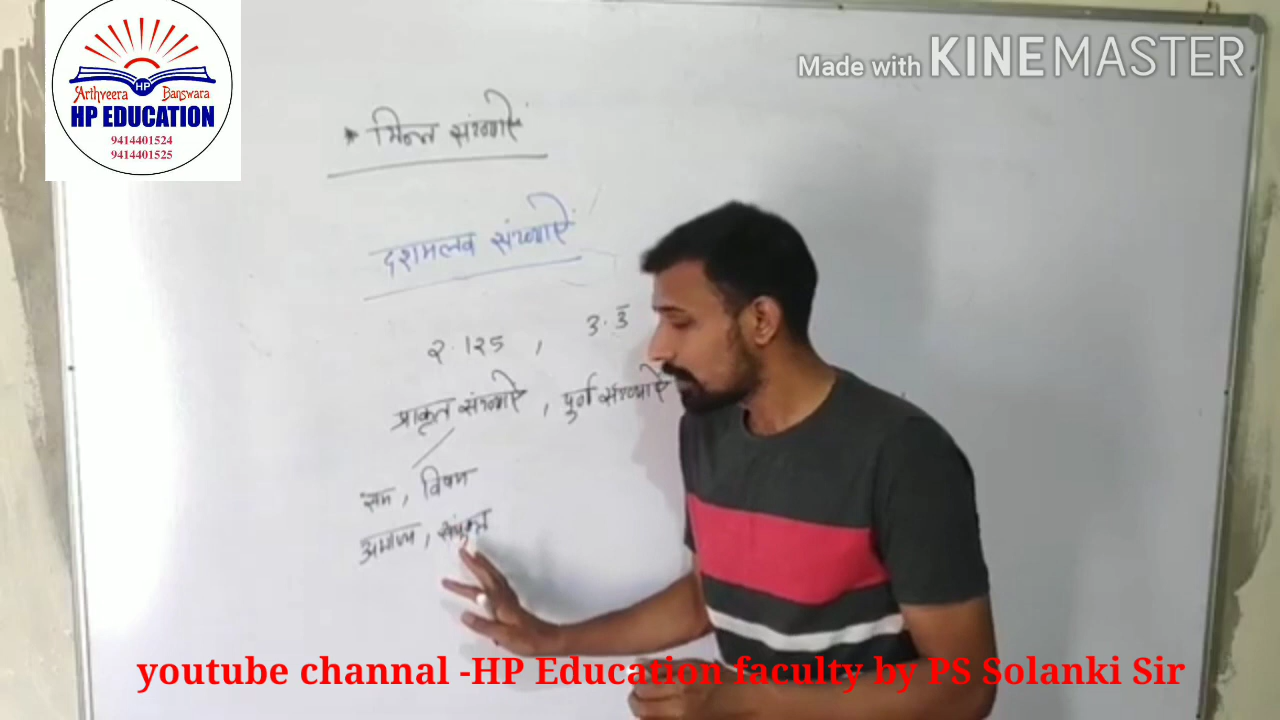 Made with KINEMASTER
HP
Arthveera Banswara
HP EDUCATION
9414401524
9414401525
* भिन्न संख्याऐं
दशमलव संख्याऐं
2.125 , 3.3̅
प्राकृत संख्याऐ , पुर्ण संख्याऐ
सम , विषम
अभाज्य , संयुक्त
youtube channal -HP Education faculty by PS Solanki Sir